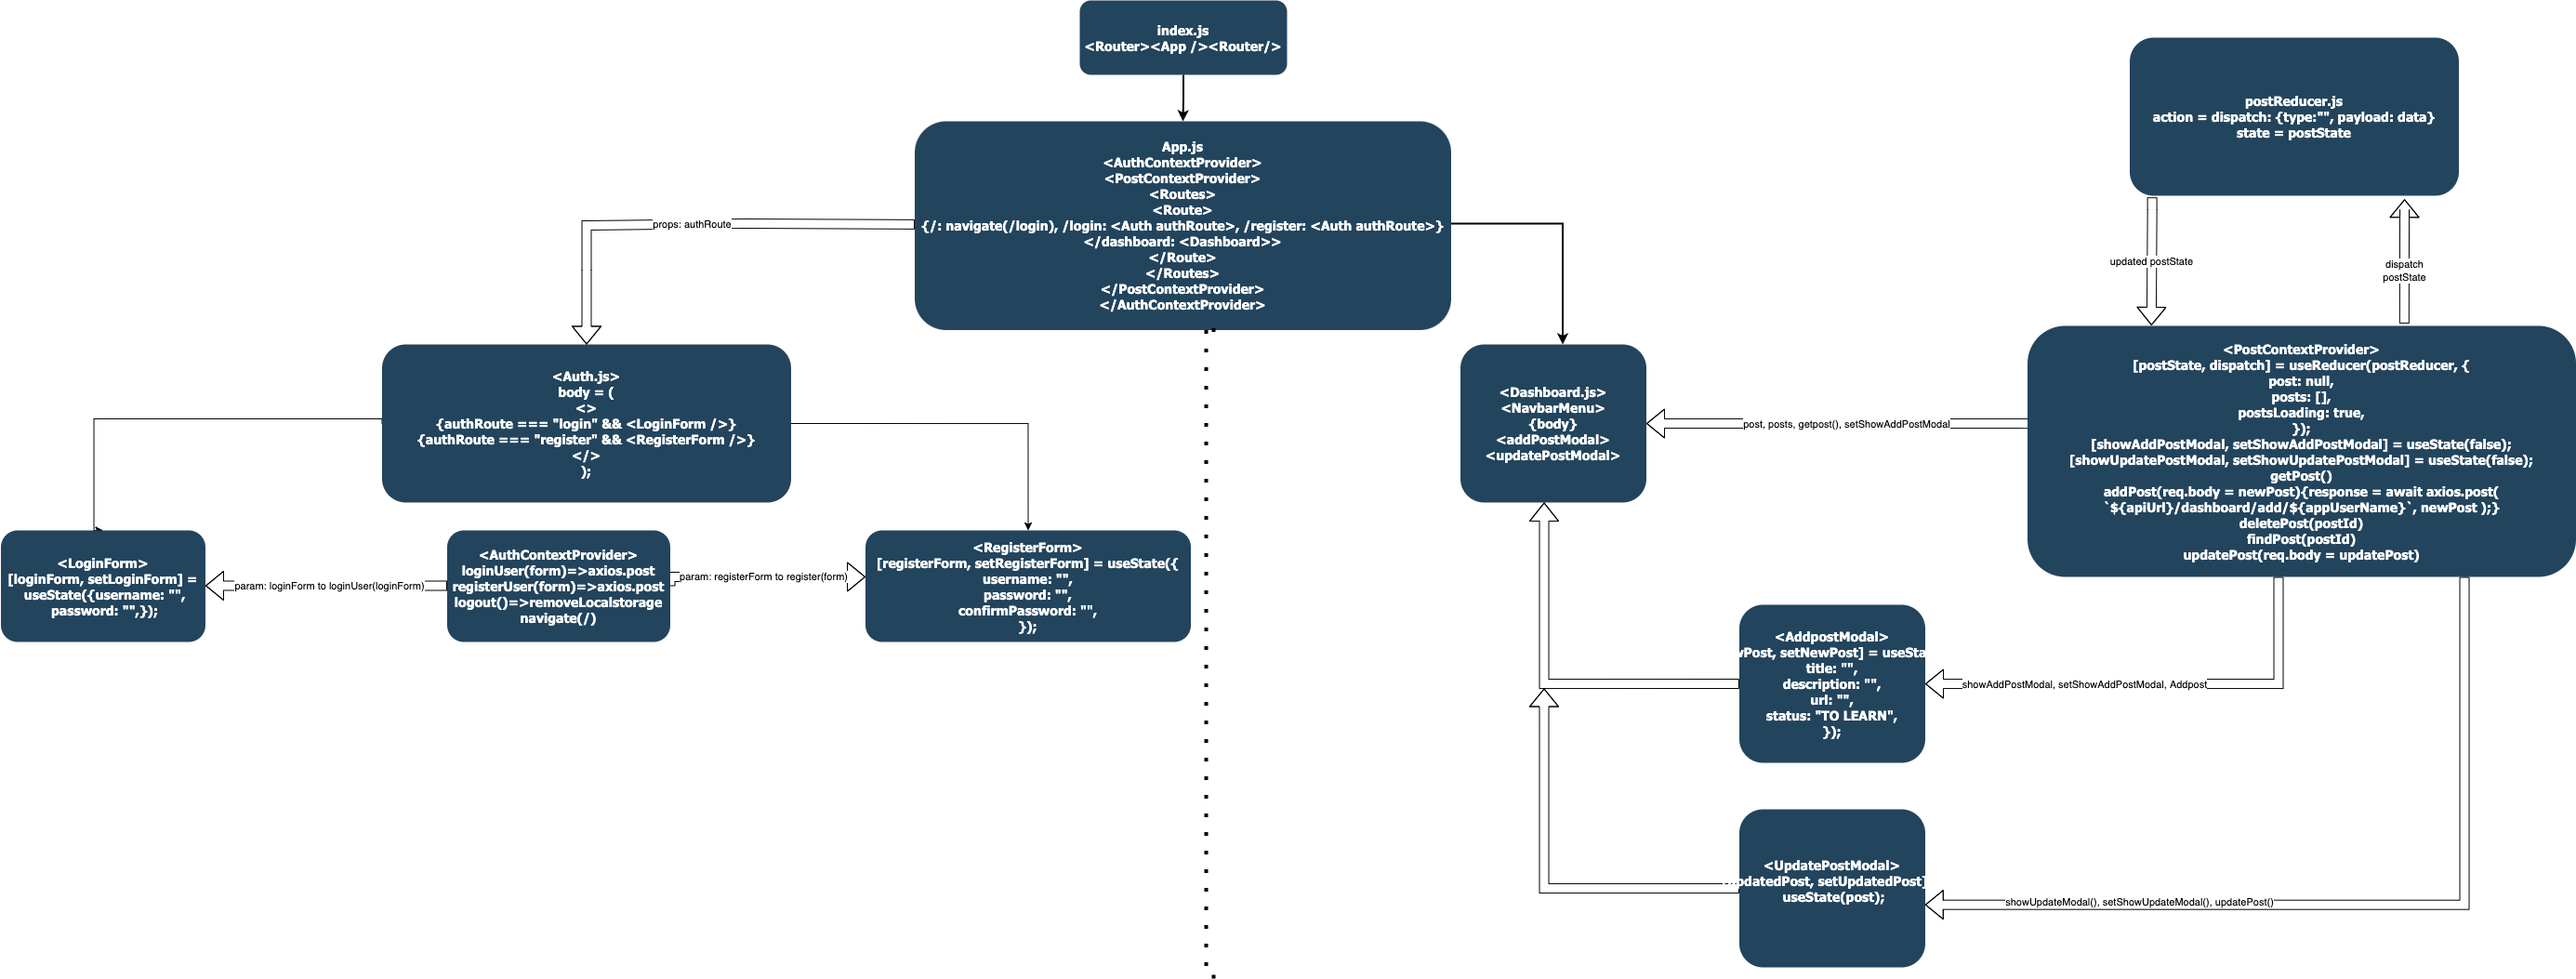 index.js
<Router><App /><Router/>
postReducer.js
action = dispatch: {type:"", payload: data}
state = postState
App.js
<AuthContextProvider>
<PostContextProvider>
<Routes>
<Route>
{/: navigate(/login), /login: <Auth authRoute>, /register: <Auth authRoute>}
</dashboard: <Dashboard>>
</Route>
</Routes>
</PostContextProvider>
</AuthContextProvider>
props: authRoute
updated postState
dispatch
postState
<Auth.js>
body = (
<>
{authRoute === "login" && <LoginForm />}
{authRoute === "register" && <RegisterForm />}
</>
);
<Dashboard.js>
<NavbarMenu>
{body}
<addPostModal>
<updatePostModal>
post, posts, getpost(), setShowAddPostModal
<PostContextProvider>
[postState, dispatch] = useReducer(postReducer, {
post: null,
posts: [],
postsLoading: true,
});
[showAddPostModal, setShowAddPostModal] = useState(false);
[showUpdatePostModal, setShowUpdatePostModal] = useState(false);
getPost()
addPost(req.body = newPost){response = await axios.post(
`${apiUrl}/dashboard/add/${appUserName}`, newPost );}
deletePost(postId)
findPost(postId)
updatePost(req.body = updatePost)
<LoginForm>
[loginForm, setLoginForm] =
useState({username: "",
password: "",});
param: loginForm to loginUser(loginForm)
<AuthContextProvider>
loginUser(form)=>axios.post
registerUser(form)=>axios.post
logout()=>removeLocalstorage
navigate(/)
param: registerForm to register(form)
<RegisterForm>
[registerForm, setRegisterForm] = useState({
username: "",
password: "",
confirmPassword: "",
});
<AddpostModal>
setNewPost] =
title: "",
description: "",
url: "",
status: "TO LEARN",
});
showAddPostModal, setShowAddPostModal, Addpost
<UpdatePostModal>
setUpdatedPost]
useState(post);
showUpdateModal(), setShowUpdateModal(), updatePost()